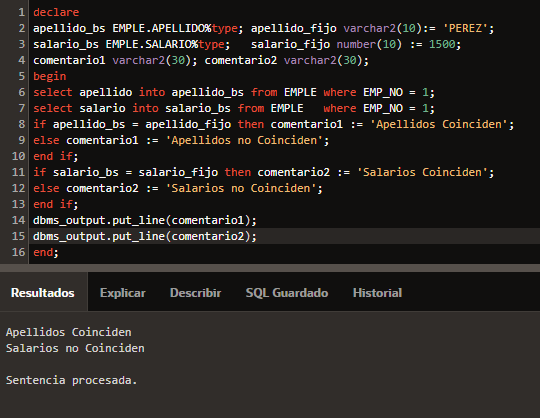 1 declare
2 apellido_bs EMPLE.APELLIDO%type; apellido_fijo varchar2(10):= 'PEREZ';
3 salario_bs EMPLE.SALARIO%type;   salario_fijo number(10) := 1500;
4 comentario1 varchar2(30); comentario2 varchar2(30);
5 begin
6 select apellido into apellido_bs from EMPLE where EMP_NO = 1;
7 select salario into salario_bs from EMPLE   where EMP_NO = 1;
8 if apellido_bs = apellido_fijo then comentario1 := 'Apellidos Coinciden';
9 else comentario1 := 'Apellidos no Coinciden';
10 end if;
11 if salario_bs = salario_fijo then comentario2 := 'Salarios Coinciden';
12 else comentario2 := 'Salarios no Coinciden';
13 end if;
14 dbms_output.put_line(comentario1);
15 dbms_output.put_line(comentario2);
16 end;
Resultados Explicar Describir SQL Guardado Historial
Apellidos Coinciden
Salarios no Coinciden
Sentencia procesada.